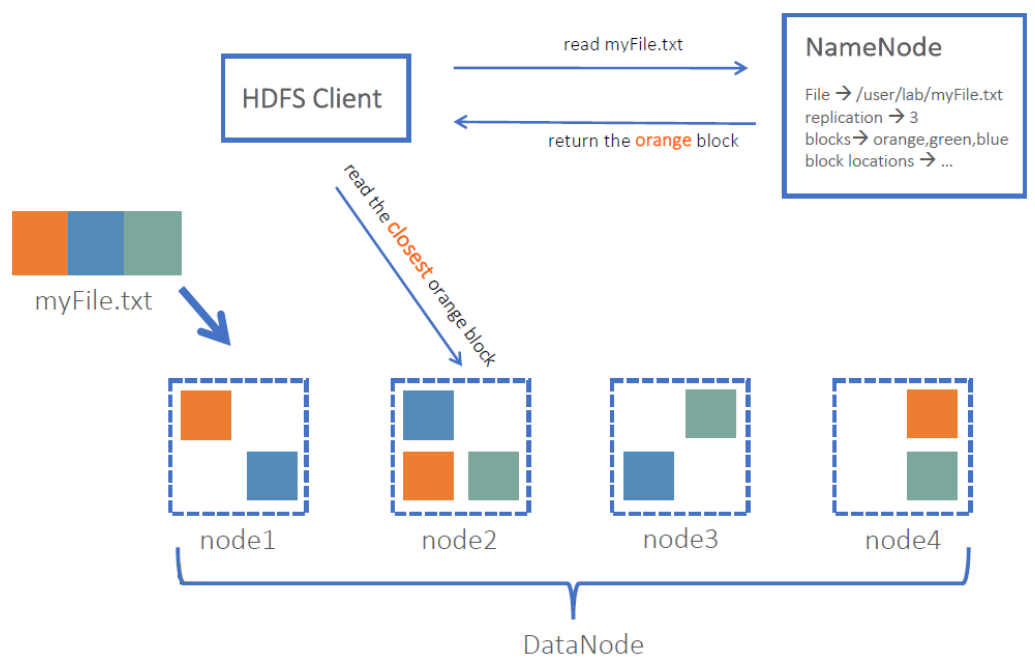 read myFile.txt
NameNode
HDFS Client
File → /user/lab/myFile.txt
replication → 3
blocks→ orange,green,blue
block locations → ...
return the orange block
read the closest orange block
myFile.txt
node1
node2
node3
node4
DataNode